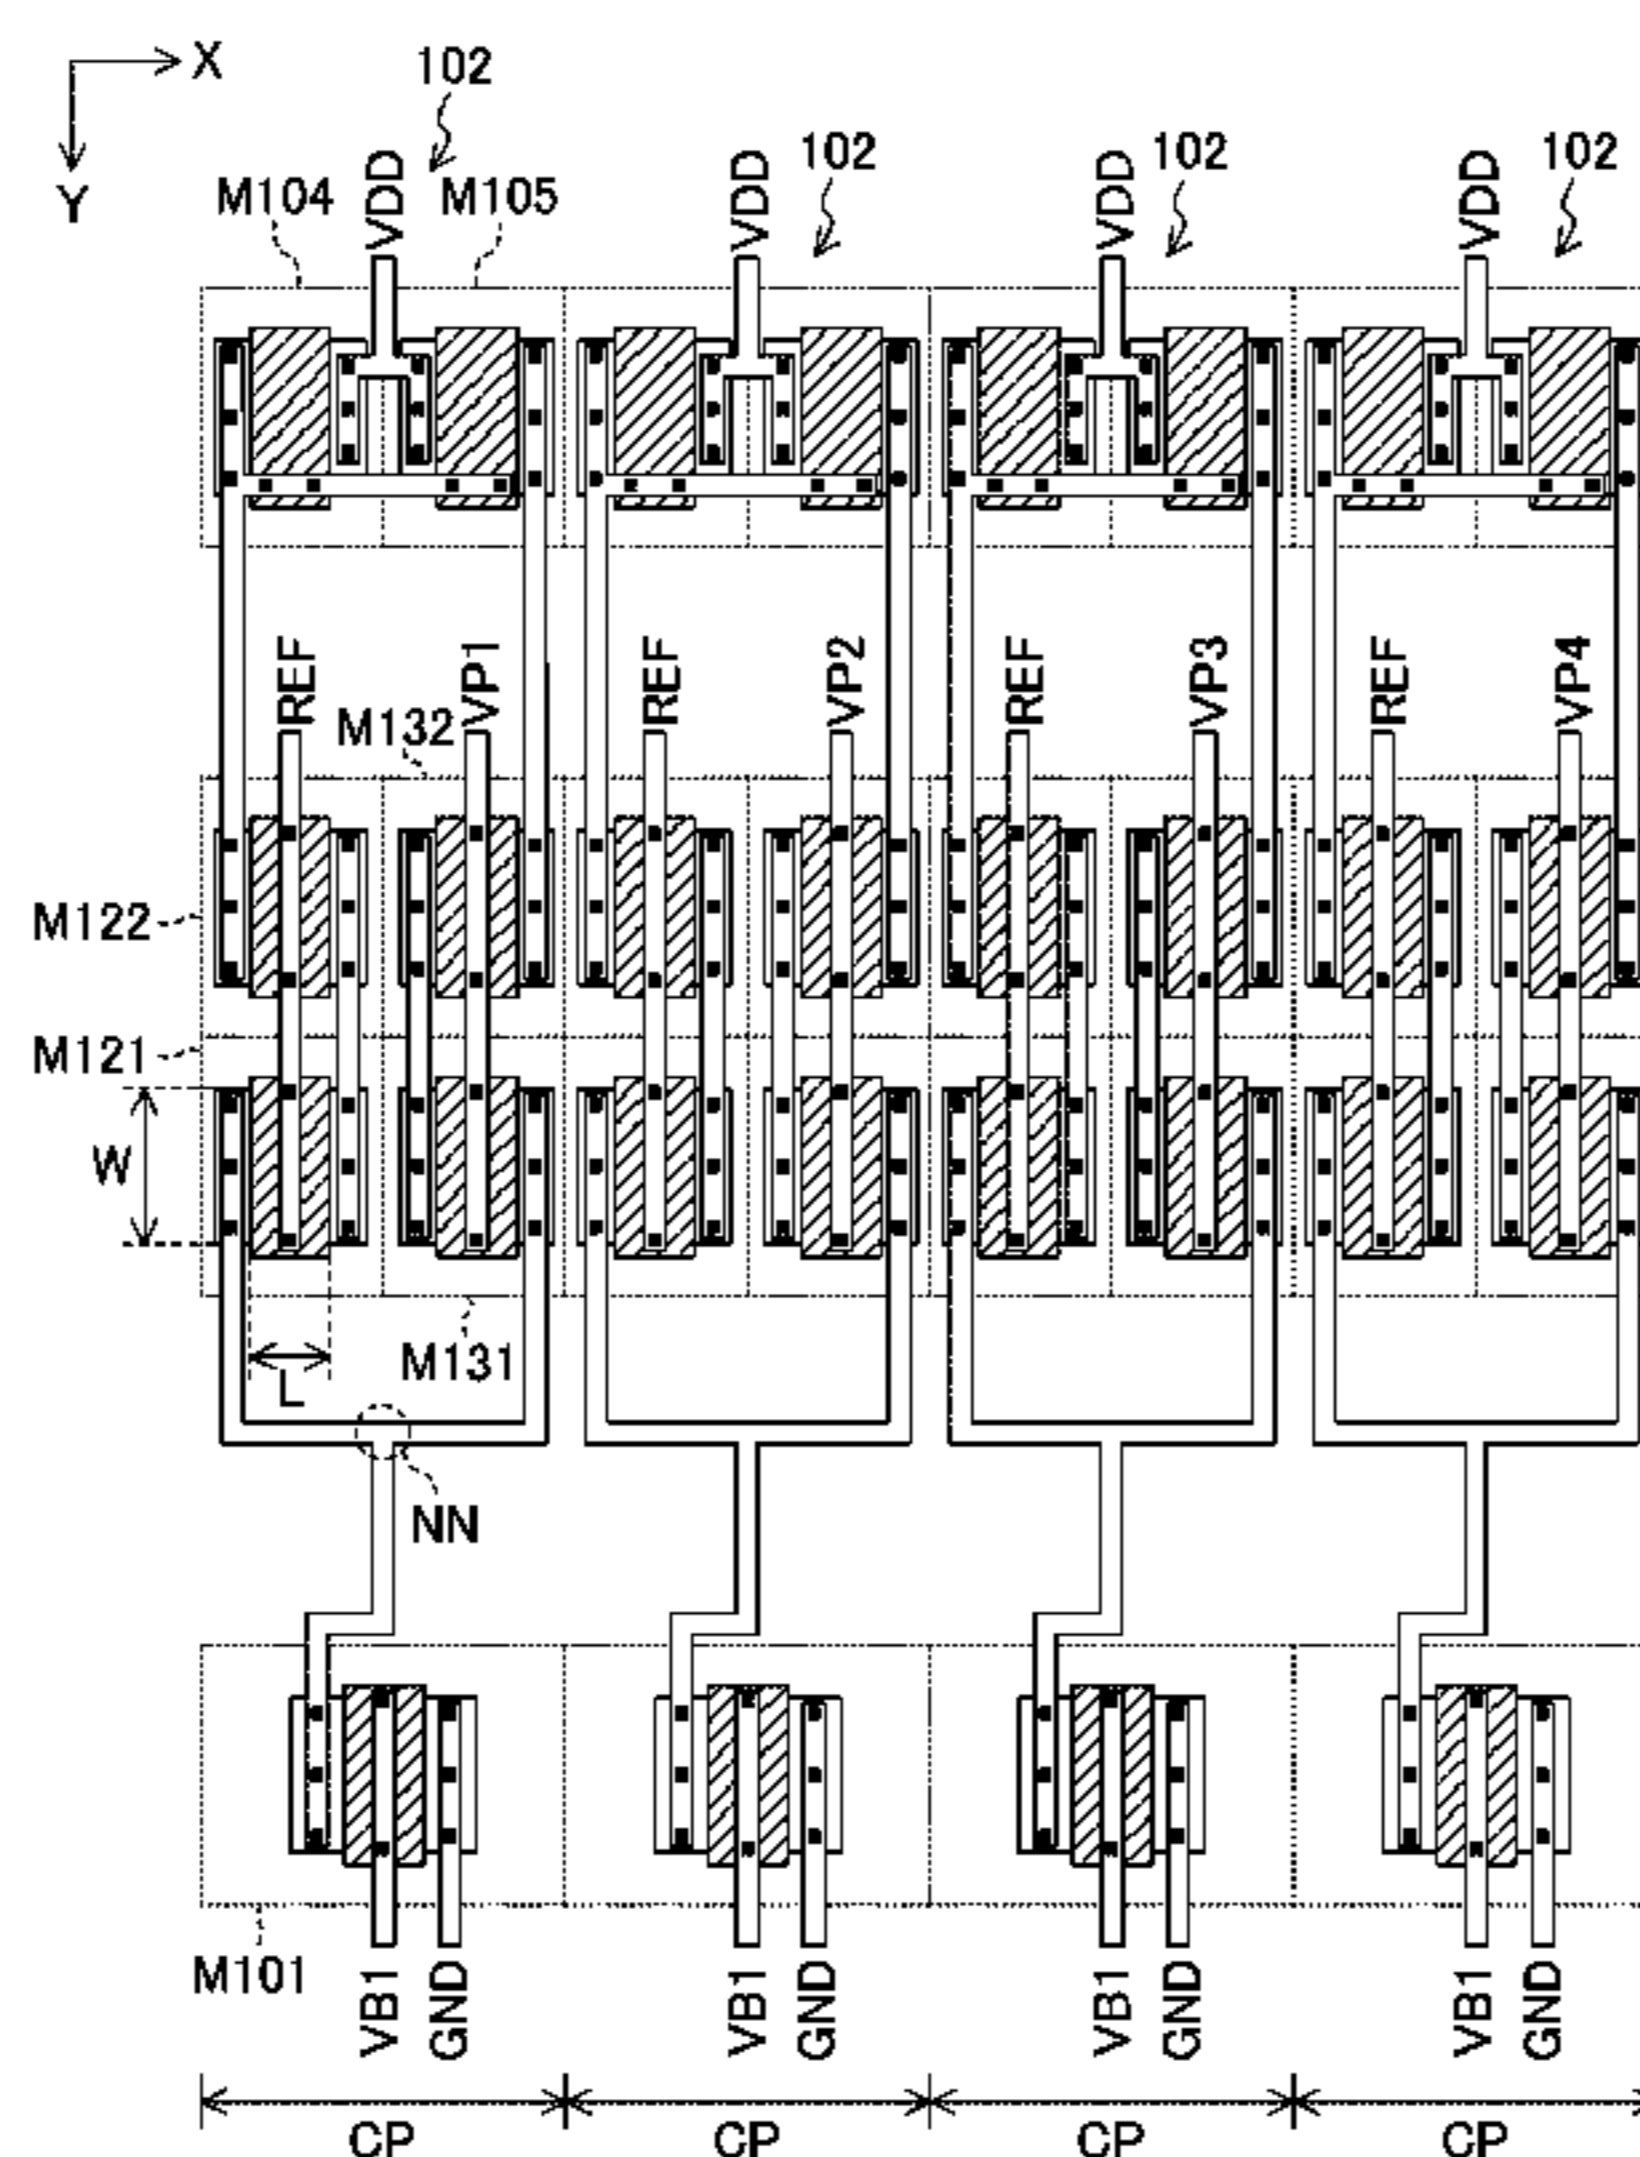 X
Y
102
102
102
102
M104
VDD
M105
VDD
VDD
VDD
REF
VP1
REF
VP2
REF
VP3
REF
VP4
M132
M122
M121
W
L
M131
NN
M101
VB1
GND
VB1
GND
VB1
GND
VB1
GND
CP
CP
CP
CP